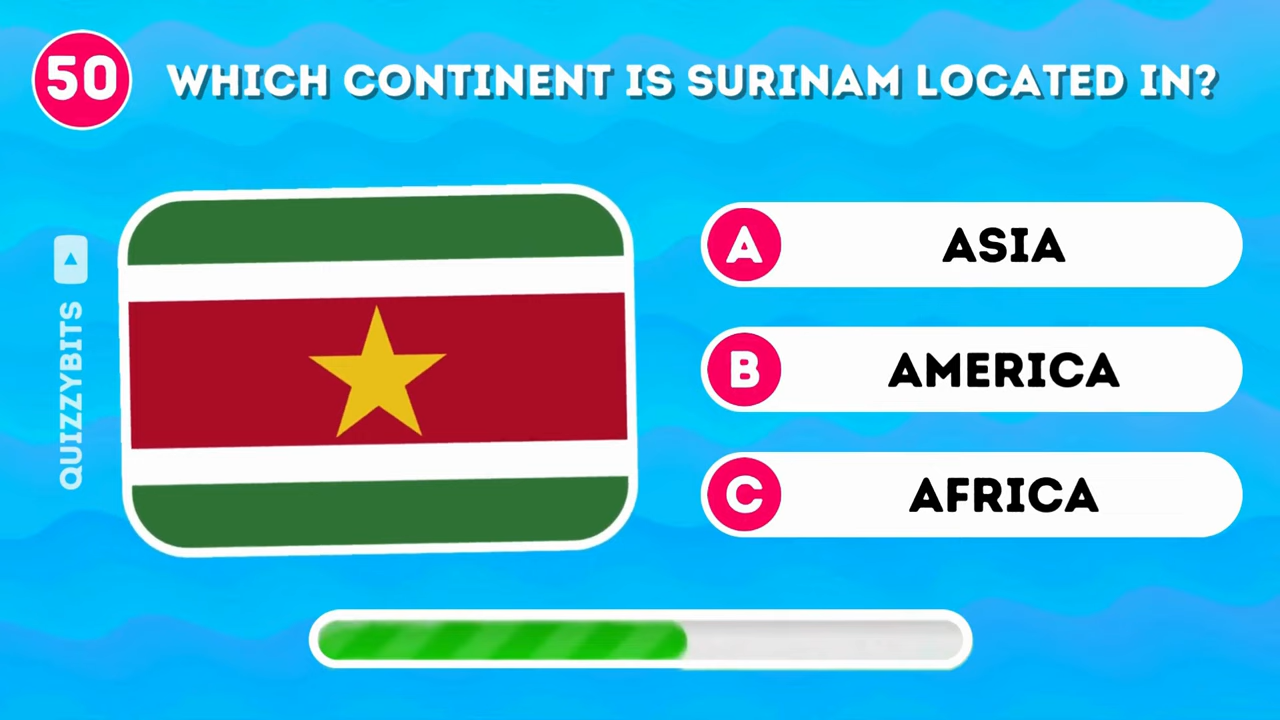 50
WHICH CONTINENT IS SURINAM LOCATED IN?
QUIZZYBITS
A ASIA
B AMERICA
C AFRICA